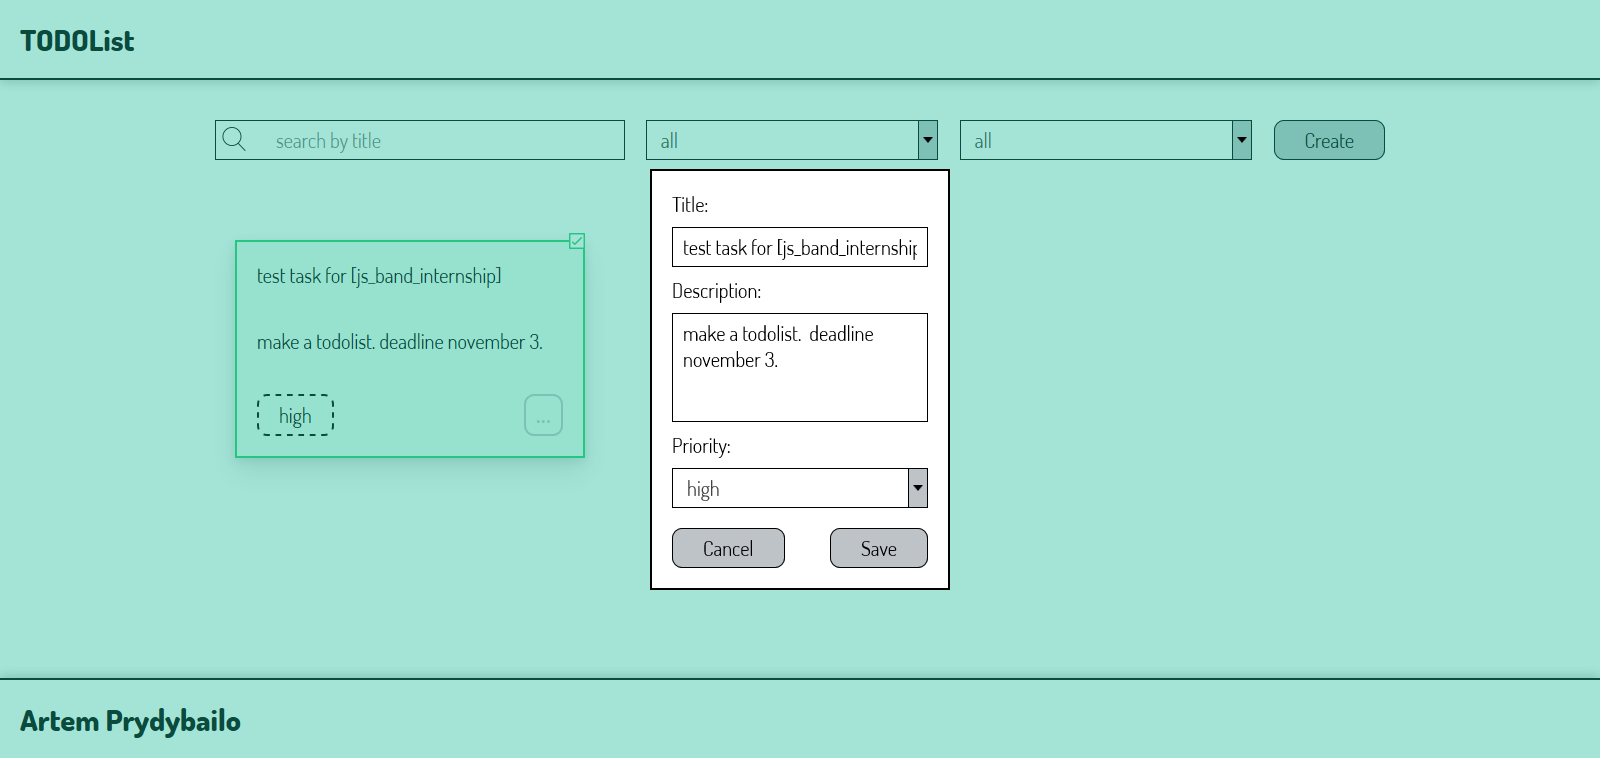 TODOList
search by title
all
all
Create
test task for [js_band_internship]
make a todolist. deadline november 3.
high
...
Title:
test task for [js_band_internship
Description:
make a todolist.  deadline
november 3.
Priority:
high
Cancel
Save
Artem Prydybailo